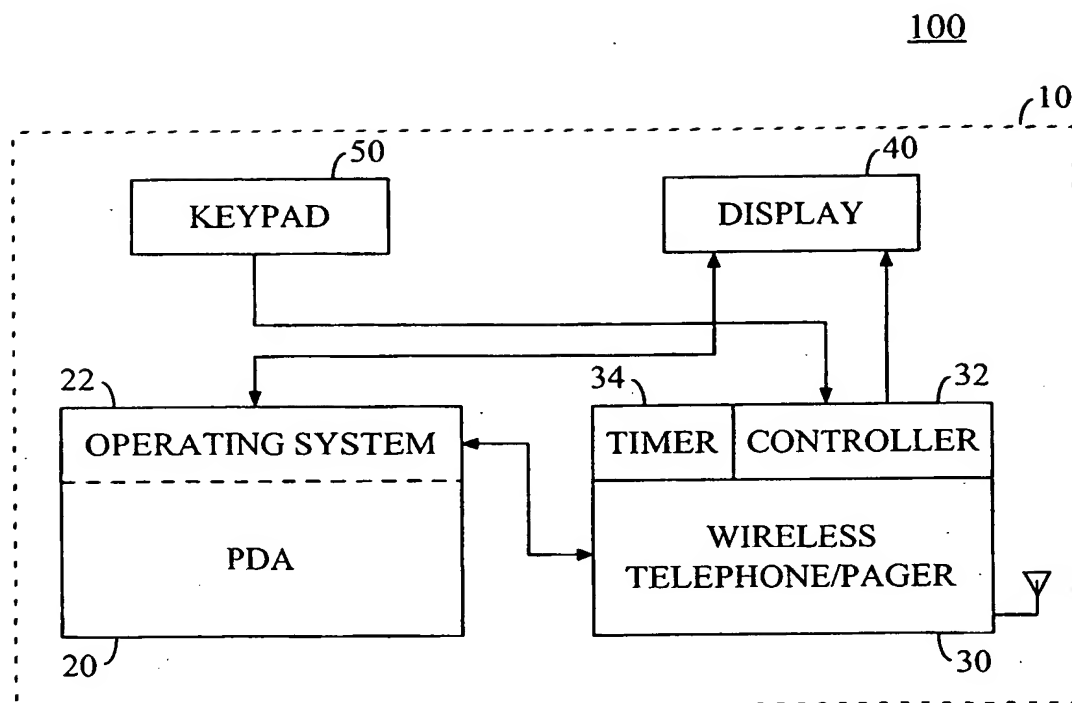 100
10
50
40
KEYPAD
DISPLAY
22
34
32
OPERATING SYSTEM
TIMER
CONTROLLER
PDA
WIRELESS
TELEPHONE/PAGER
20
30